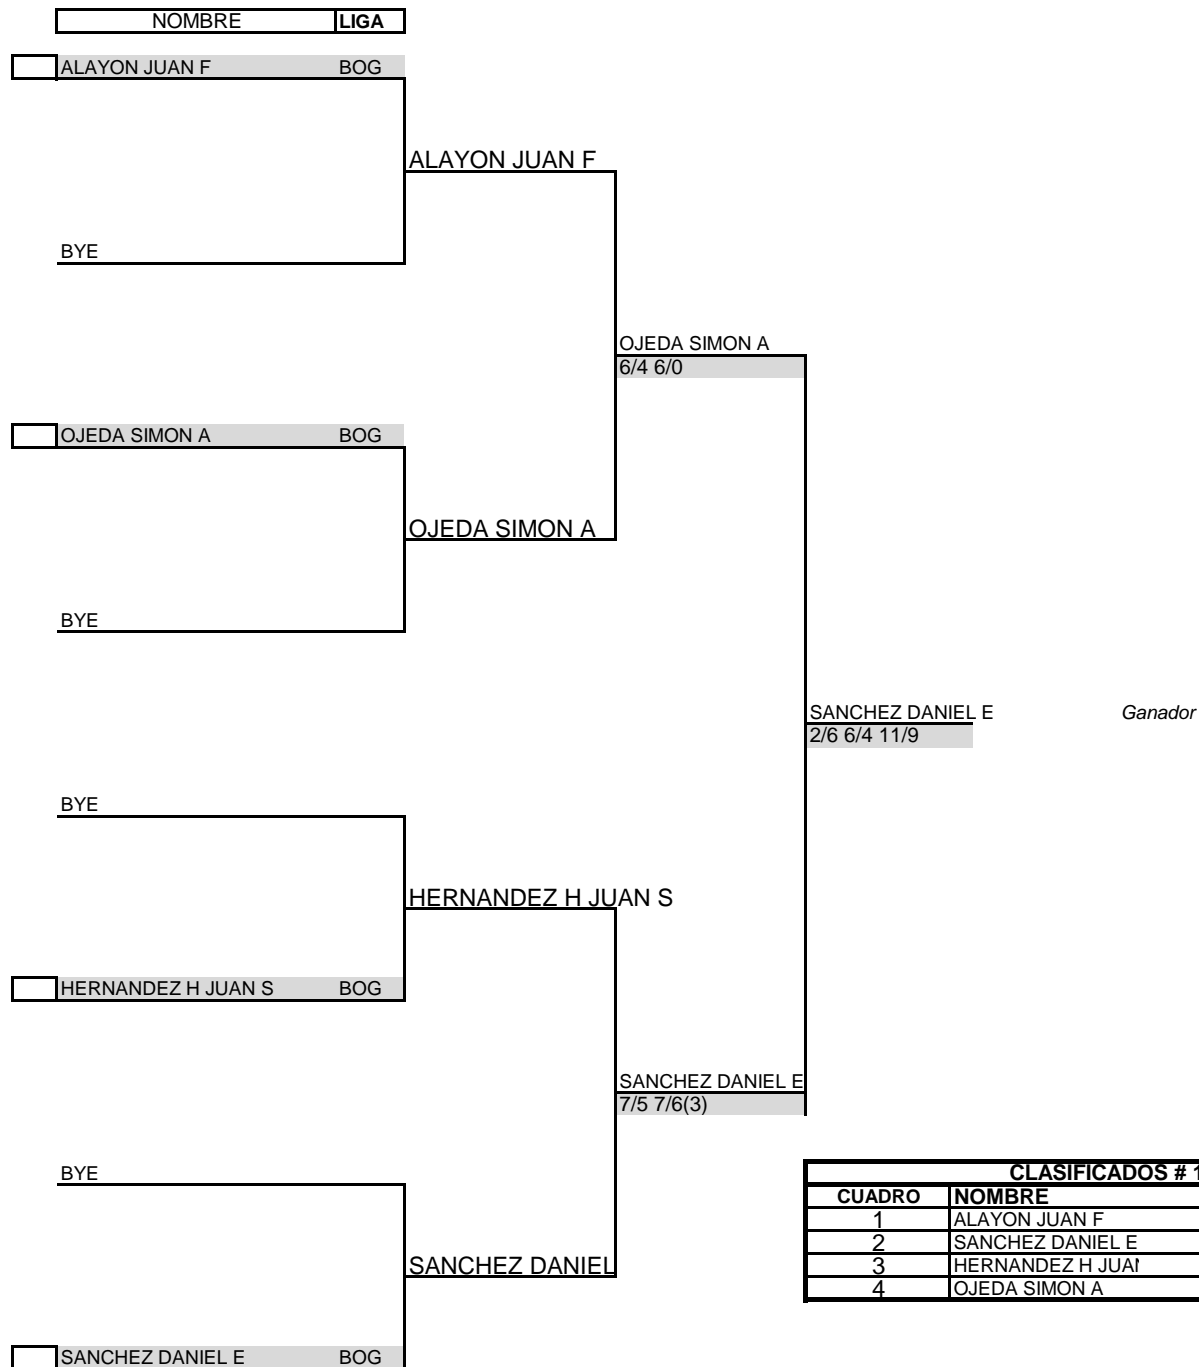 NOMBRE LIGA
ALAYON JUAN F BOG
ALAYON JUAN F
BYE
OJEDA SIMON A
6/4 6/0
OJEDA SIMON A BOG
OJEDA SIMON A
BYE
SANCHEZ DANIEL E Ganador
2/6 6/4 11/9
BYE
HERNANDEZ H JUAN S
HERNANDEZ H JUAN S BOG
SANCHEZ DANIEL E
7/5 7/6(3)
BYE
CLASIFICADOS # 1
CUADRO NOMBRE
1 ALAYON JUAN F
2 SANCHEZ DANIEL E
3 HERNANDEZ H JUAN
4 OJEDA SIMON A
SANCHEZ DANIEL
SANCHEZ DANIEL E BOG